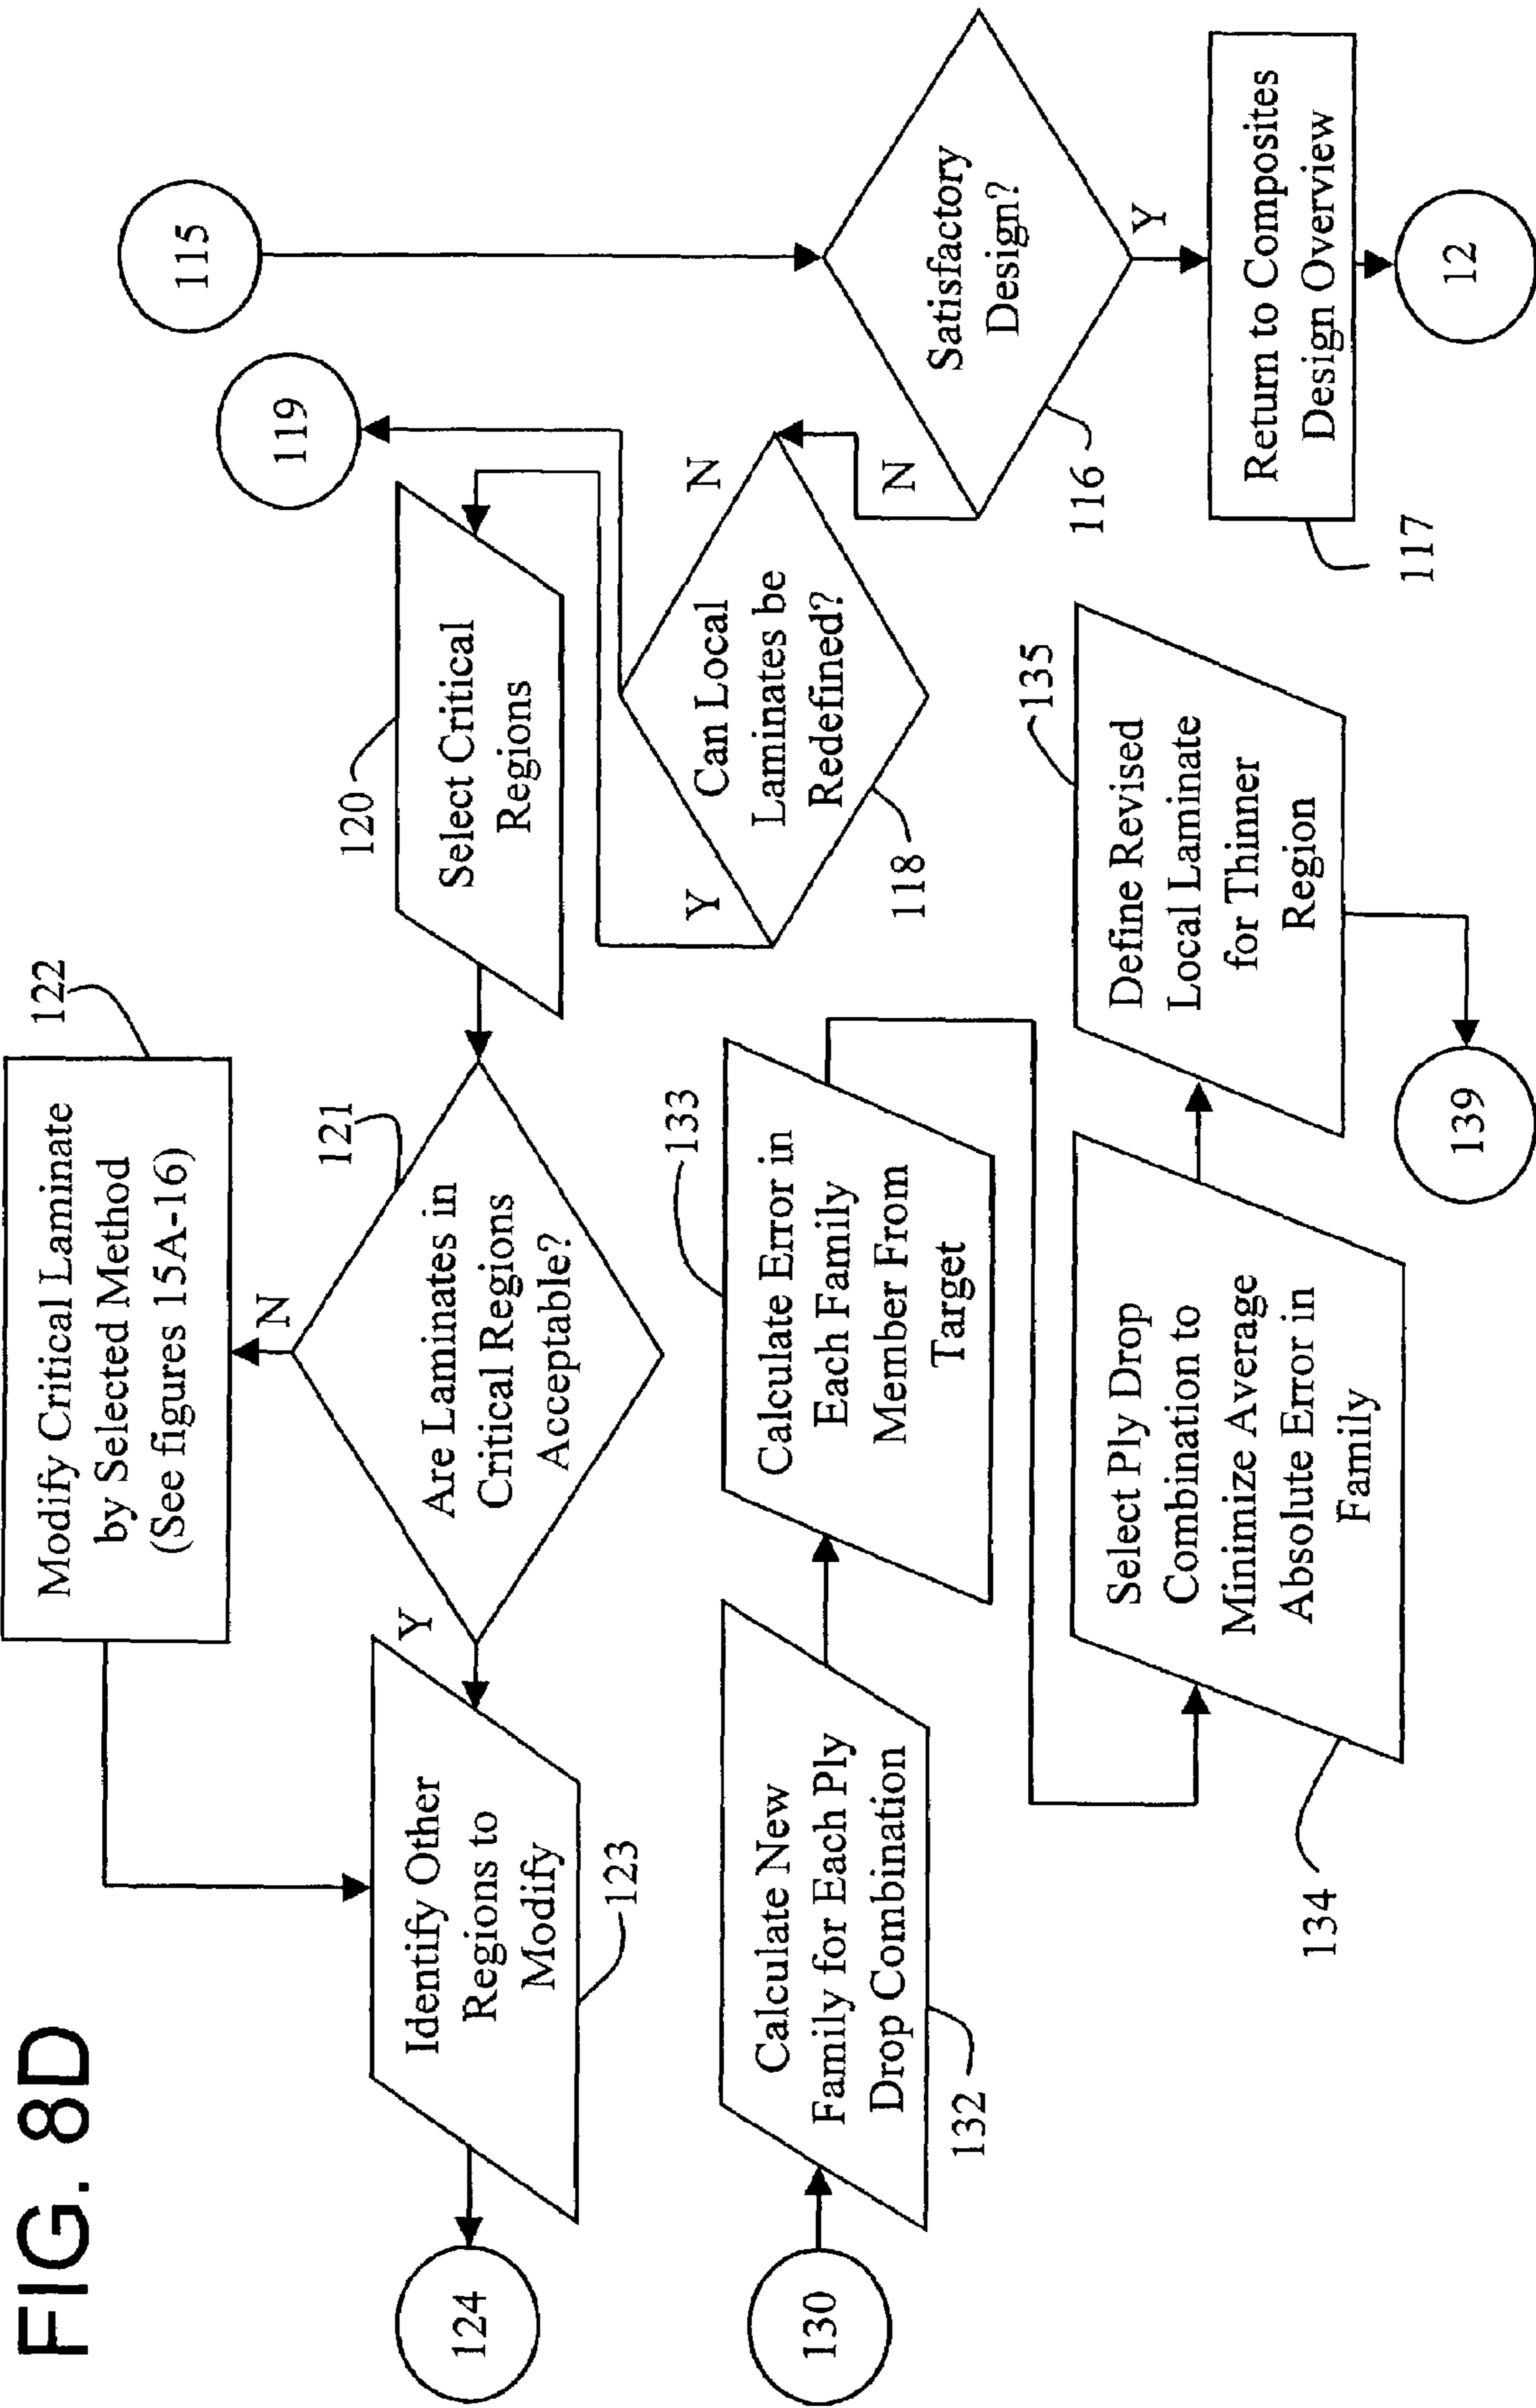 FIG. 8D
122
Modify Critical Laminate
by Selected Method
(See figures 15A-16)
N
121
Are Laminates in
Critical Regions
Acceptable?
Y
Identify Other
Regions to
Modify
123
124
120
Select Critical
Regions
119
115
Y
N
Can Local
Laminates be
Redefined?
118
N
Satisfactory
Design?
116
Y
Return to Composites
Design Overview
117
12
130
Calculate New
Family for Each Ply
Drop Combination
132
133
Calculate Error in
Each Family
Member From
Target
Select Ply Drop
Combination to
Minimize Average
Absolute Error in
Family
134
135
Define Revised
Local Laminate
for Thinner
Region
139